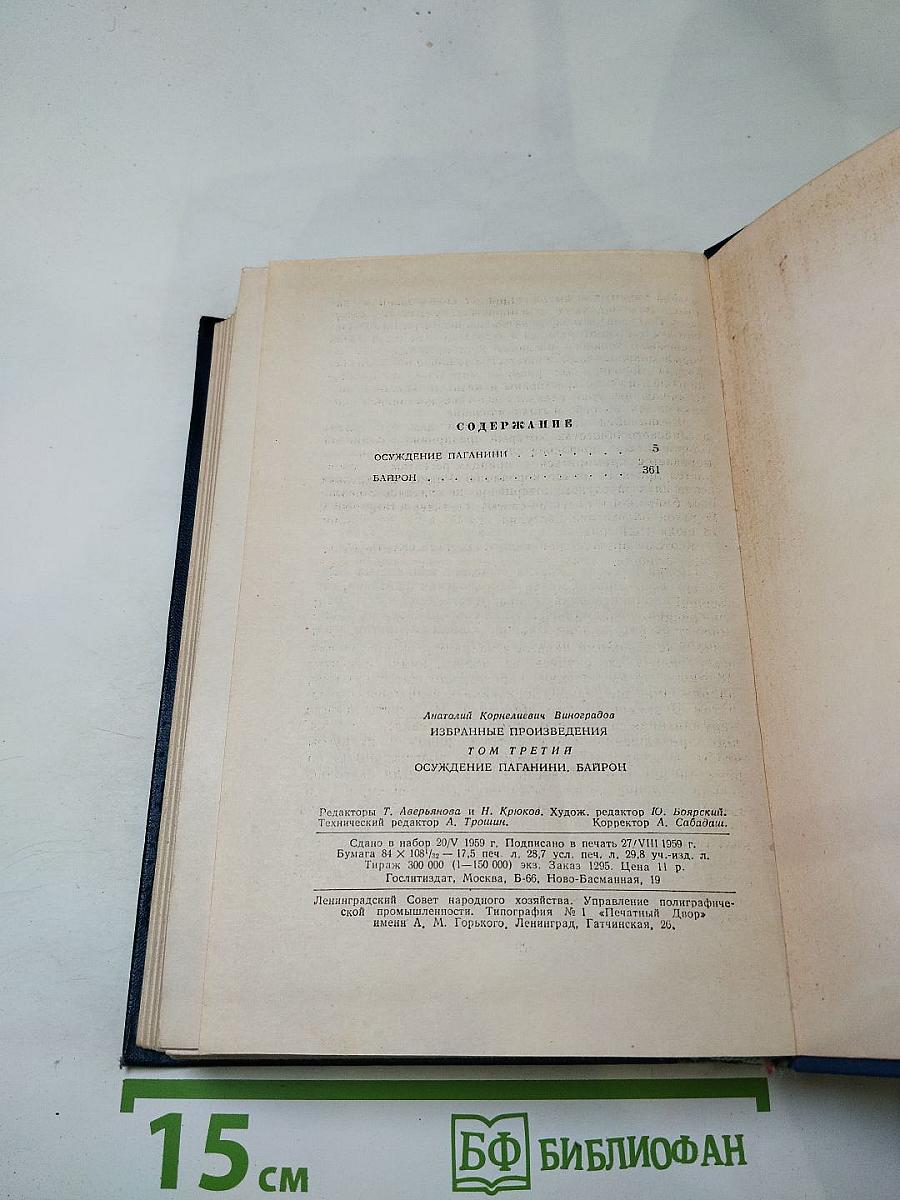 СОДЕРЖАНИЕ
ОСУЖДЕНИЕ ПАГАНИНИ . . . . . . . . 5
БАЙРОН . . . . . . . . . . . . . . . 361
Анатолий Корнелиевич Виноградов
ИЗБРАННЫЕ ПРОИЗВЕДЕНИЯ
ТОМ ТРЕТИЙ
ОСУЖДЕНИЕ ПАГАНИНИ. БАЙРОН
Редакторы Т. Аверьянова и Н. Крюков. Худож. редактор Ю. Боярский.
Технический редактор А. Трошин. Корректор А. Сабадаш.
Сдано в набор 20/V 1959 г. Подписано в печать 27/VIII 1959 г.
Бумага 84 × 108¹/₃₂ — 17,5 печ. л. 28,7 усл. печ. л. 29,8 уч.-изд. л.
Тираж 300 000 (1—150 000) экз. Заказ 1295. Цена 11 р.
Гослитиздат, Москва, Б-66, Ново-Басманная, 19
Ленинградский Совет народного хозяйства. Управление полиграфиче-
ской промышленности. Типография № 1 «Печатный Двор»
имени А. М. Горького, Ленинград, Гатчинская, 26.
15 см
БФ БИБЛИОФАН